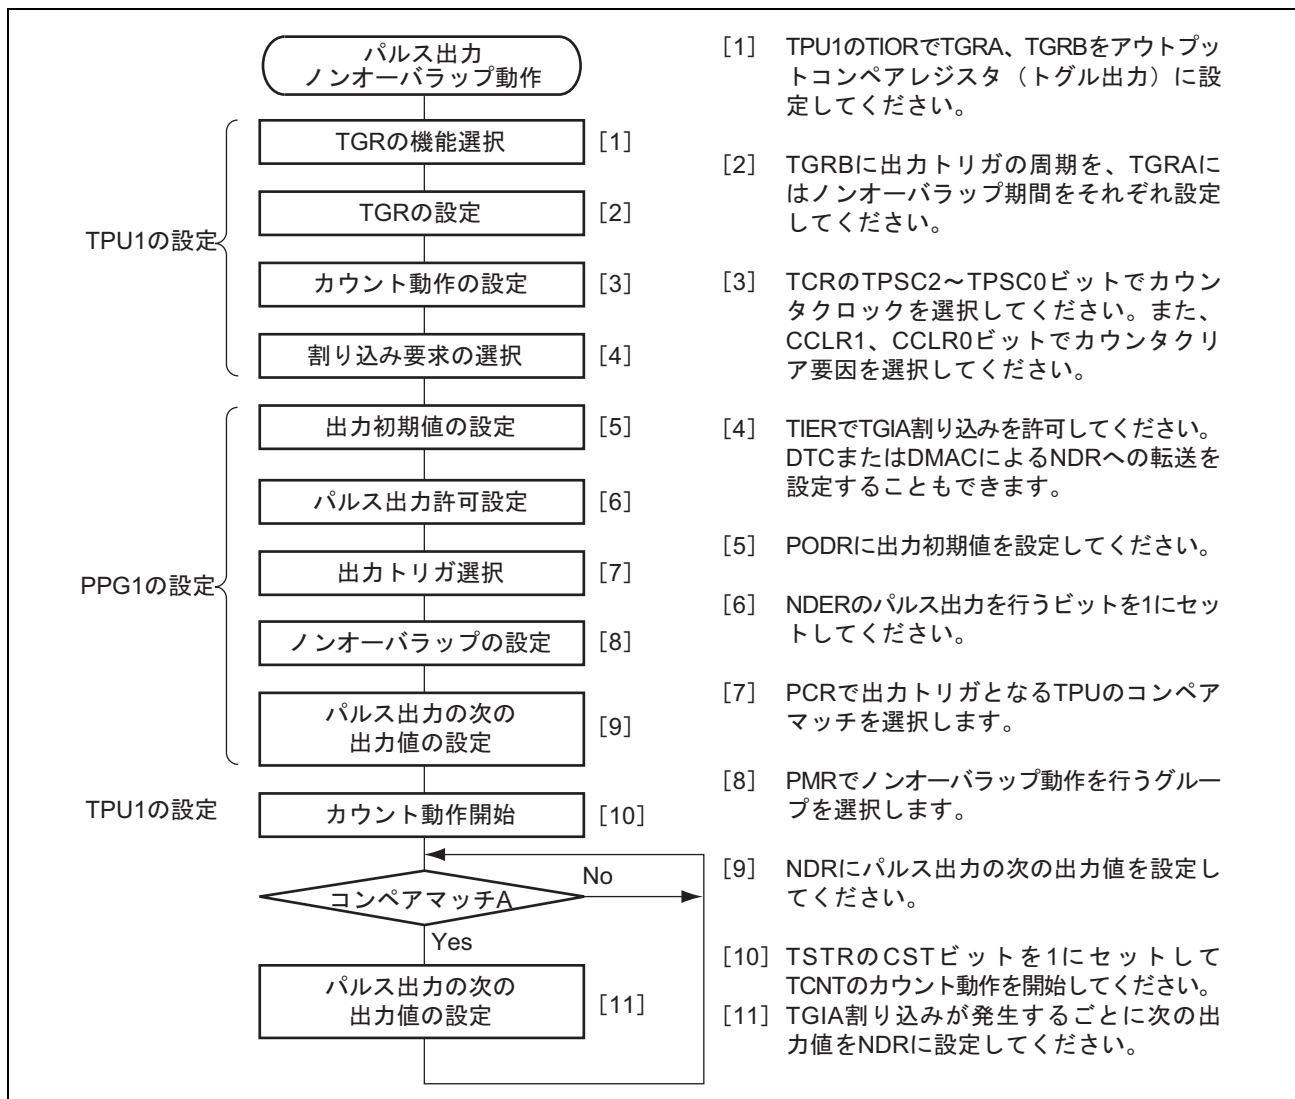 パルス出力
ノンオーバラップ動作
TPU1の設定
TGRの機能選択 [1]
TGRの設定 [2]
カウント動作の設定 [3]
割り込み要求の選択 [4]
PPG1の設定
出力初期値の設定 [5]
パルス出力許可設定 [6]
出力トリガ選択 [7]
ノンオーバラップの設定 [8]
パルス出力の次の
出力値の設定 [9]
TPU1の設定
カウント動作開始 [10]
コンペアマッチA
No
Yes
パルス出力の次の
出力値の設定 [11]
[1] TPU1のTIORでTGRA、TGRBをアウトプッ
トコンペアレジスタ（トグル出力）に設
定してください。
[2] TGRBに出力トリガの周期を、TGRAに
はノンオーバラップ期間をそれぞれ設定
してください。
[3] TCRのTPSC2～TPSC0ビットでカウン
タクロックを選択してください。また、
CCLR1、CCLR0ビットでカウンタクリ
ア要因を選択してください。
[4] TIERでTGIA割り込みを許可してください。
DTCまたはDMACによるNDRへの転送を
設定することもできます。
[5] PODRに出力初期値を設定してください。
[6] NDERのパルス出力を行うビットを1にセッ
トしてください。
[7] PCRで出力トリガとなるTPUのコンペア
マッチを選択します。
[8] PMRでノンオーバラップ動作を行うグルー
プを選択します。
[9] NDRにパルス出力の次の出力値を設定し
てください。
[10] TSTRのCSTビットを1にセットして
TCNTのカウント動作を開始してください。
[11] TGIA割り込みが発生するごとに次の出
力値をNDRに設定してください。